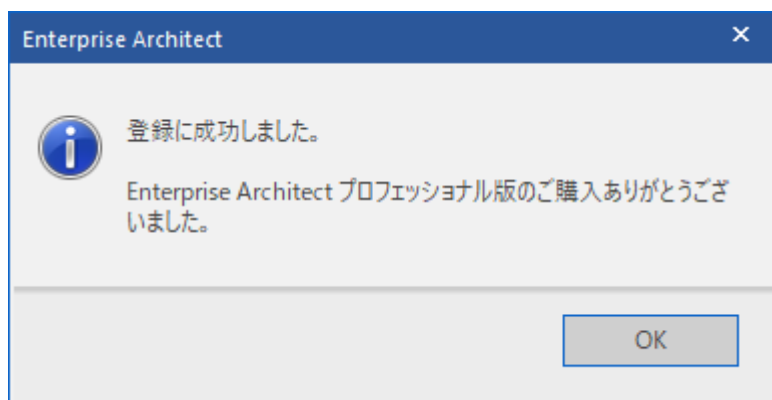 Enterprise Architect
登録に成功しました。
Enterprise Architect プロフェッショナル版のご購入ありがとうござ
いました。
OK